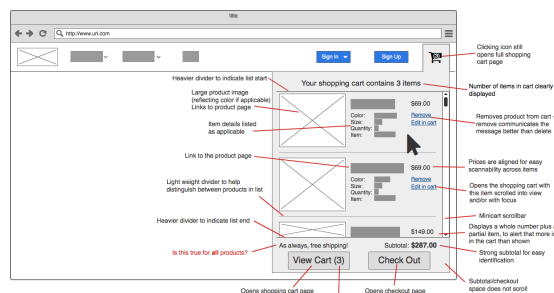 title
http://www.url.com
Sign In
Sign Up
Clicking icon still
opens full shopping
cart page
Heavier divider to indicate list start
Your shopping cart contains 3 items
Number of items in cart clearly
displayed
Large product image
(reflecting color if applicable)
Links to product page
$69.00
Color:
Size:
Quantity:
Item:
Remove
Edit in cart
Removes product from cart -
remove communicates the
message better than delete
Item details listed
as applicable
Link to the product page
$69.00
Color:
Size:
Quantity:
Item:
Remove
Edit in cart
Prices are aligned for easy
scannability across items
Light weight divider to help
distinguish between products in list
Opens the shopping cart with
this item scrolled into view
and/or with focus
Minicart scrollbar
Heavier divider to indicate list end
$149.00
Displays a whole number plus a
partial item, to alert that more is
in the cart than shown
Is this true for all products?
As always, free shipping!
Subtotal: $287.00
Strong subtotal for easy
identification
View Cart (3)
Check Out
Subtotal/checkout
space does not scroll
Opens shopping cart page
Opens checkout page